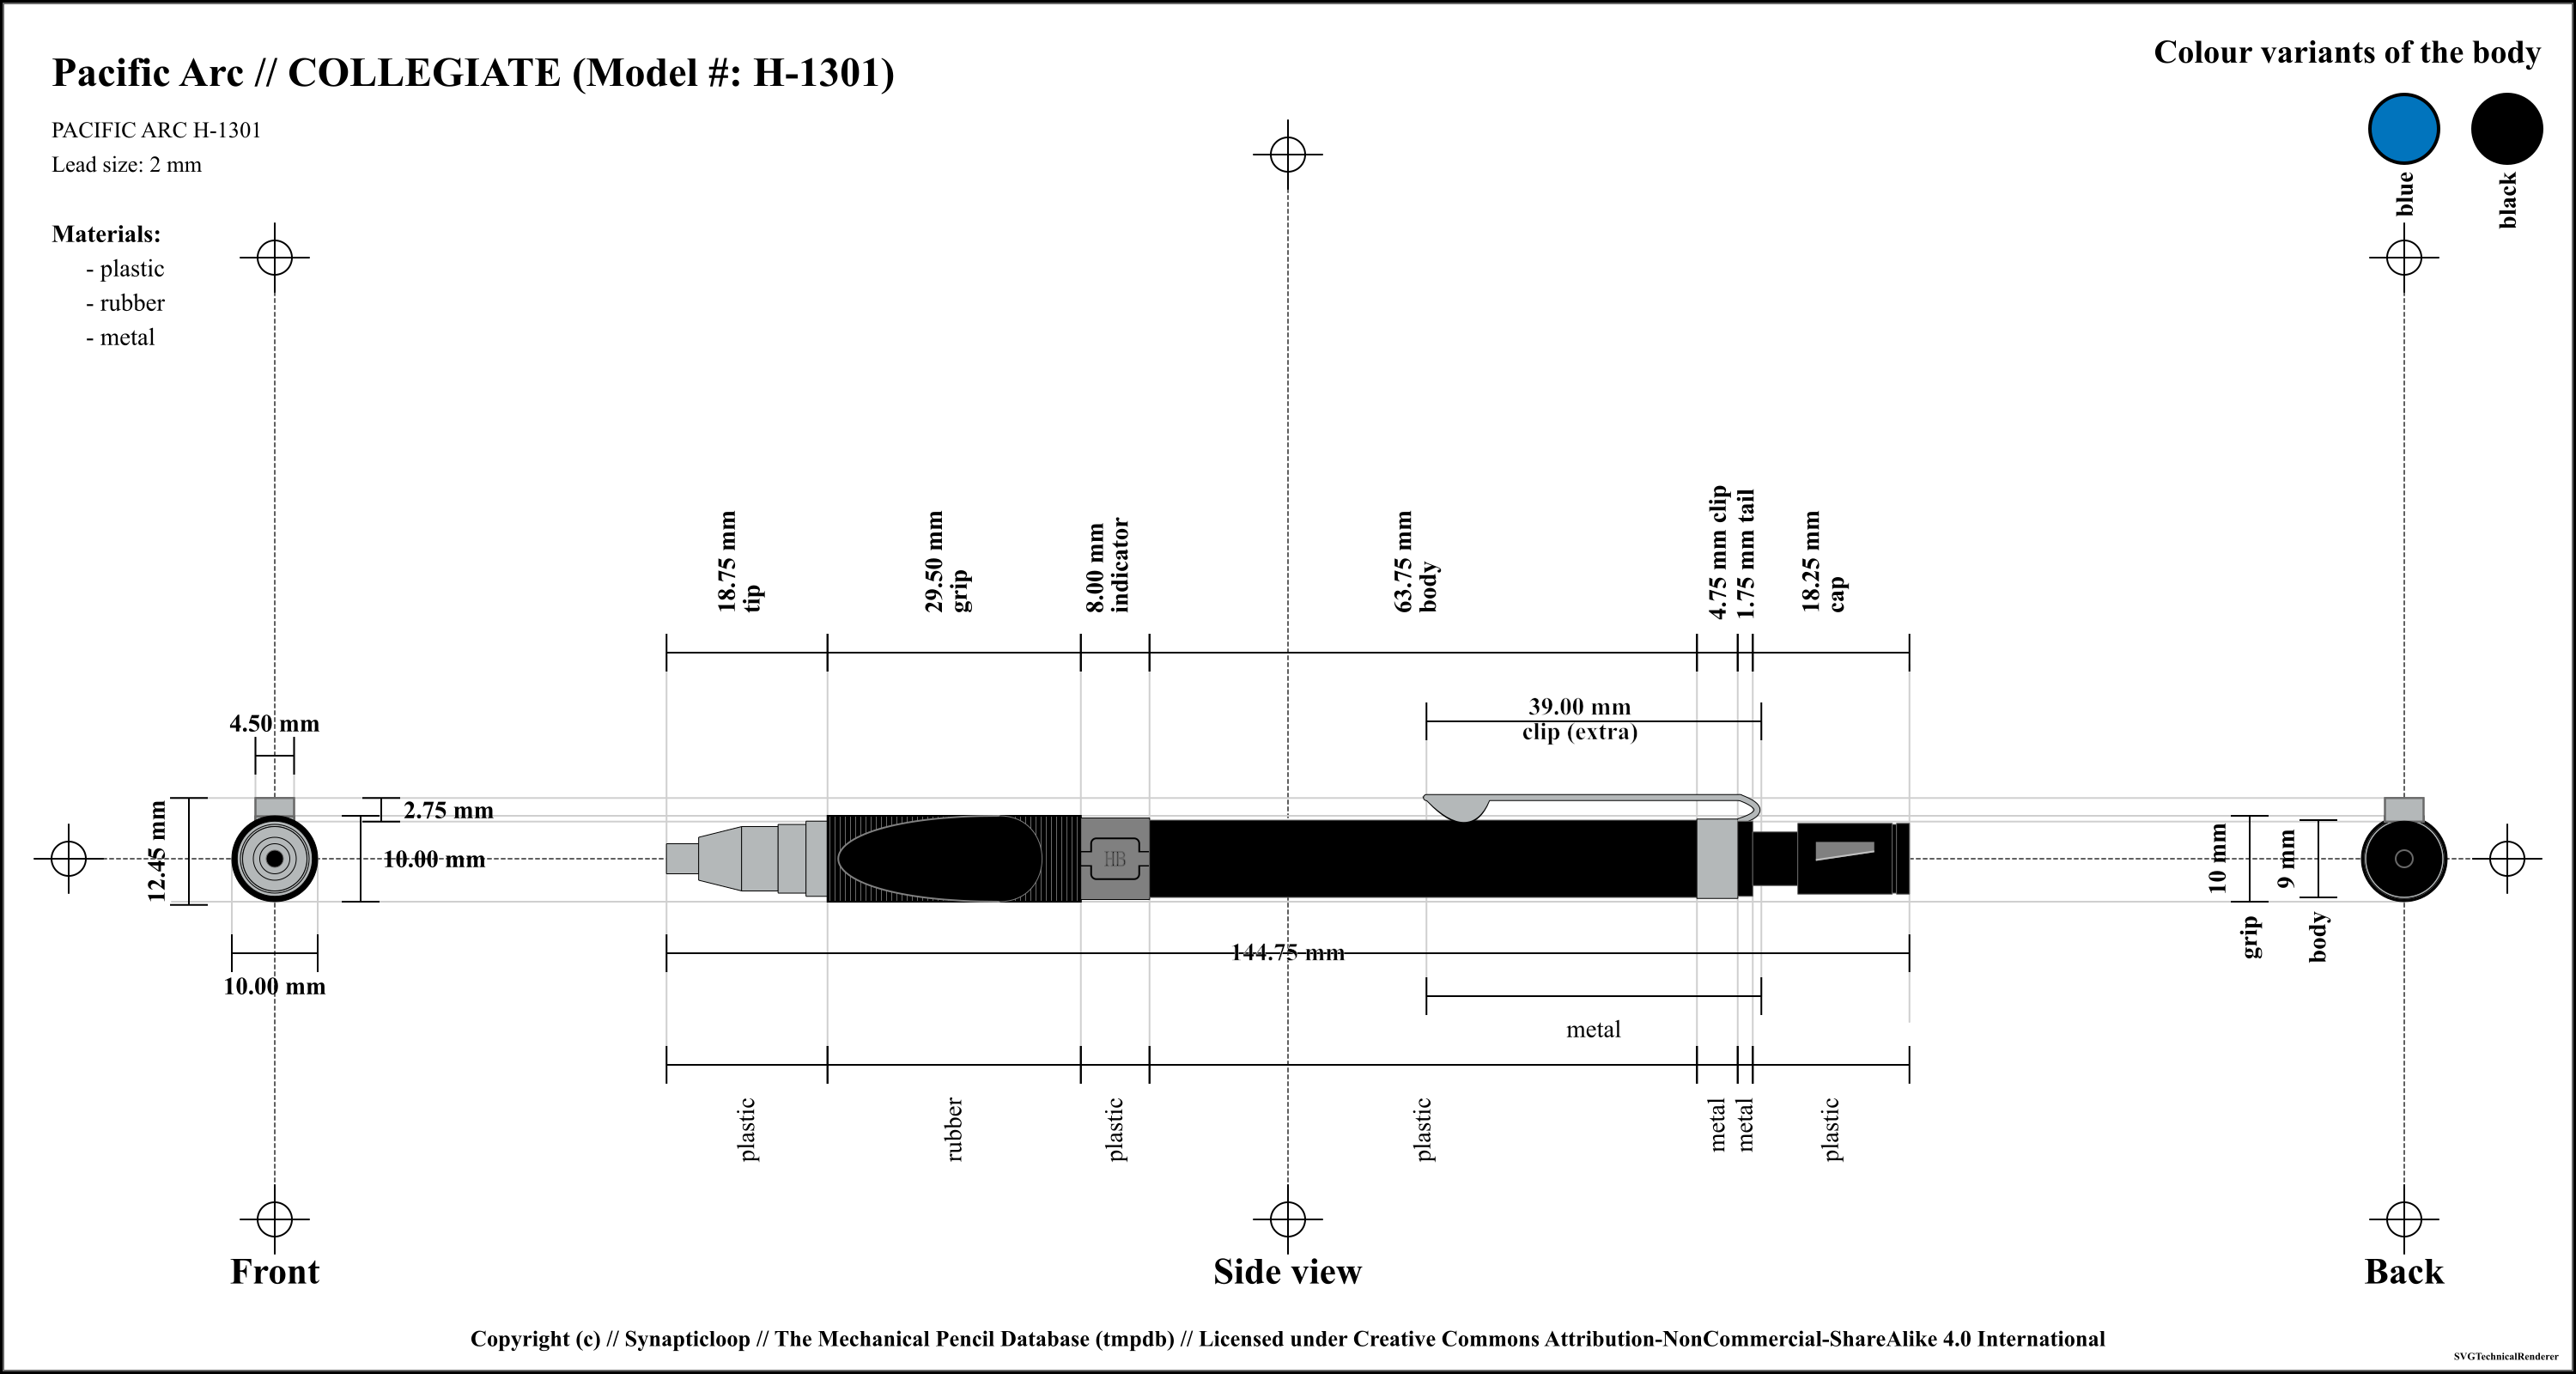 Pacific Arc // COLLEGIATE (Model #: H-1301)
PACIFIC ARC H-1301
Lead size: 2 mm
Materials:
- plastic
- rubber
- metal
Colour variants of the body
blue
black
18.75 mm
tip
29.50 mm
grip
8.00 mm
indicator
63.75 mm
body
4.75 mm clip
1.75 mm tail
18.25 mm
cap
39.00 mm
clip (extra)
4.50 mm
12.45 mm
2.75 mm
10.00 mm
10.00 mm
HB
144.75 mm
10 mm
grip
9 mm
body
metal
plastic
rubber
plastic
plastic
metal
metal
plastic
Front
Side view
Back
Copyright (c) // Synapticloop // The Mechanical Pencil Database (tmpdb) // Licensed under Creative Commons Attribution-NonCommercial-ShareAlike 4.0 International
SVGTechnicalRenderer